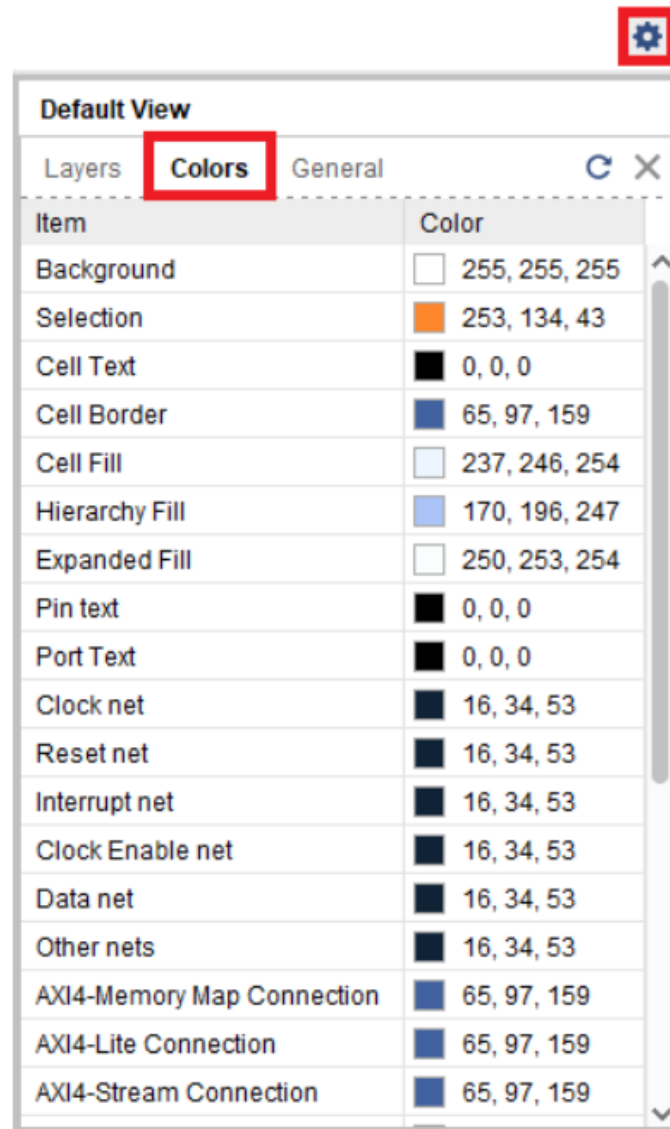 Default View
Layers Colors General
Item Color
Background 255, 255, 255
Selection 253, 134, 43
Cell Text 0, 0, 0
Cell Border 65, 97, 159
Cell Fill 237, 246, 254
Hierarchy Fill 170, 196, 247
Expanded Fill 250, 253, 254
Pin text 0, 0, 0
Port Text 0, 0, 0
Clock net 16, 34, 53
Reset net 16, 34, 53
Interrupt net 16, 34, 53
Clock Enable net 16, 34, 53
Data net 16, 34, 53
Other nets 16, 34, 53
AXI4-Memory Map Connection 65, 97, 159
AXI4-Lite Connection 65, 97, 159
AXI4-Stream Connection 65, 97, 159